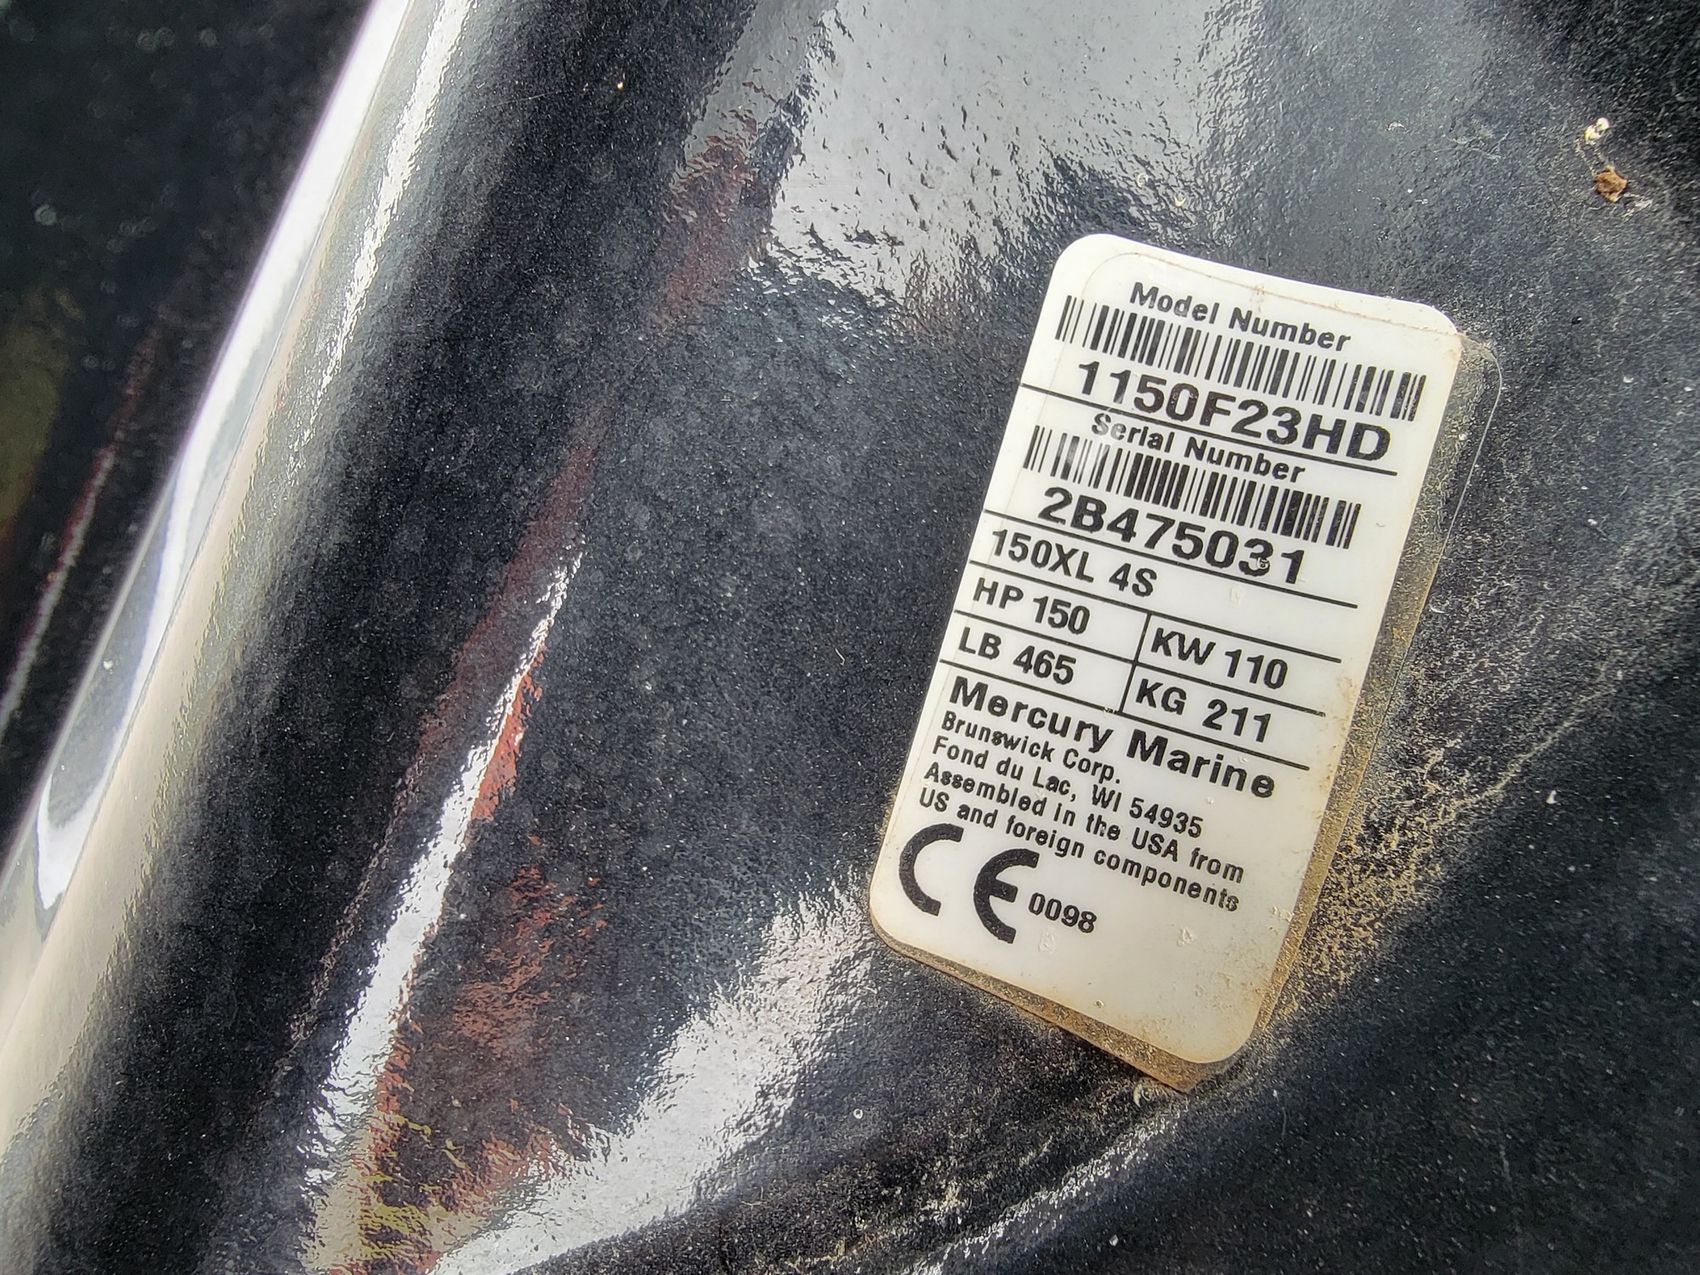 Model Number
1150F23HD
Serial Number
2B475031
150XL 4S
HP 150 KW 110
LB 465 KG 211
Mercury Marine
Brunswick Corp.
Fond du Lac, WI 54935
Assembled in the USA from
US and foreign components
CE 0098